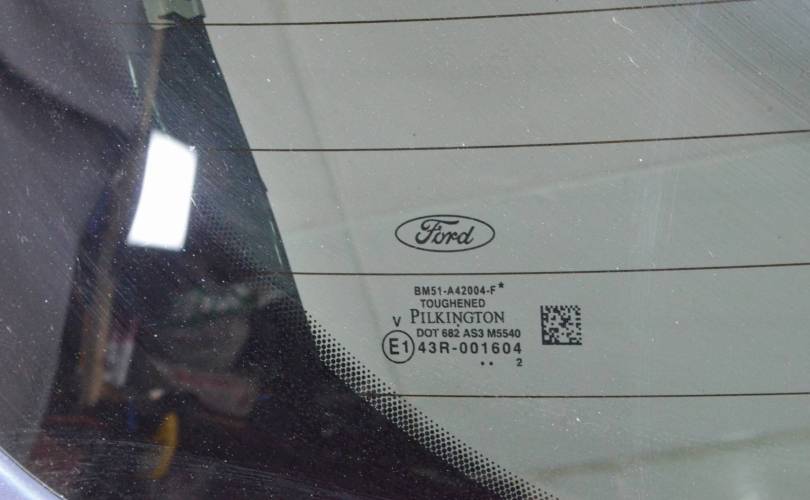 Ford
BM51-A42004-F*
TOUGHENED
V PILKINGTON
DOT 682 AS3 M5540
E1 43R-001604
.. 2